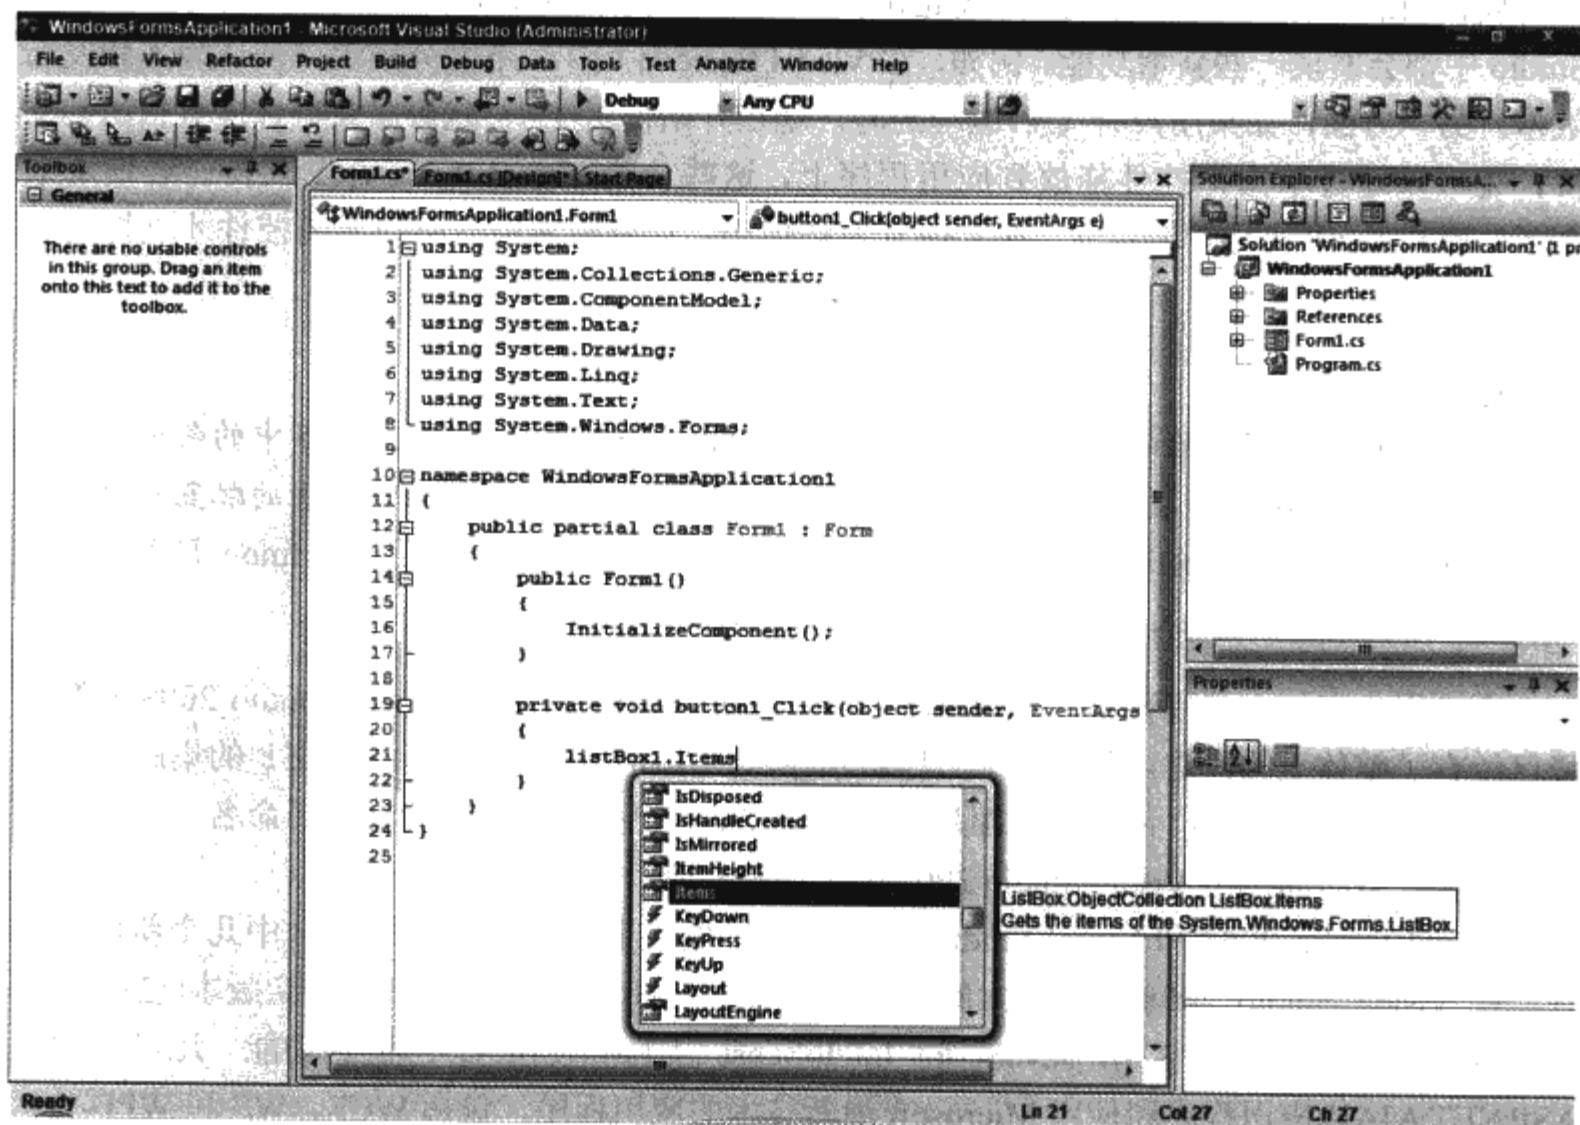 WindowsFormsApplication1 - Microsoft Visual Studio (Administrator)
File Edit View Refactor Project Build Debug Data Tools Test Analyze Window Help
Debug Any CPU
Toolbox
General
There are no usable controls
in this group. Drag an item
onto this text to add it to the
toolbox.
Form1.cs* Form1.cs [Design]* Start Page
WindowsFormsApplication1.Form1 button1_Click(object sender, EventArgs e)
1 using System;
2 using System.Collections.Generic;
3 using System.ComponentModel;
4 using System.Data;
5 using System.Drawing;
6 using System.Linq;
7 using System.Text;
8 using System.Windows.Forms;
9
10 namespace WindowsFormsApplication1
11 {
12 public partial class Form1 : Form
13 {
14 public Form1()
15 {
16 InitializeComponent();
17 }
18
19 private void button1_Click(object sender, EventArgs
20 {
21 listBox1.Items
22 }
23 }
24 }
25
IsDisposed
IsHandleCreated
IsMirrored
ItemHeight
Items
KeyDown
KeyPress
KeyUp
Layout
LayoutEngine
ListBox.ObjectCollection ListBox.Items
Gets the items of the System.Windows.Forms.ListBox.
Solution Explorer - WindowsFormsA...
Solution 'WindowsFormsApplication1' (1 pr
WindowsFormsApplication1
Properties
References
Form1.cs
Program.cs
Properties
Ready Ln 21 Col 27 Ch 27